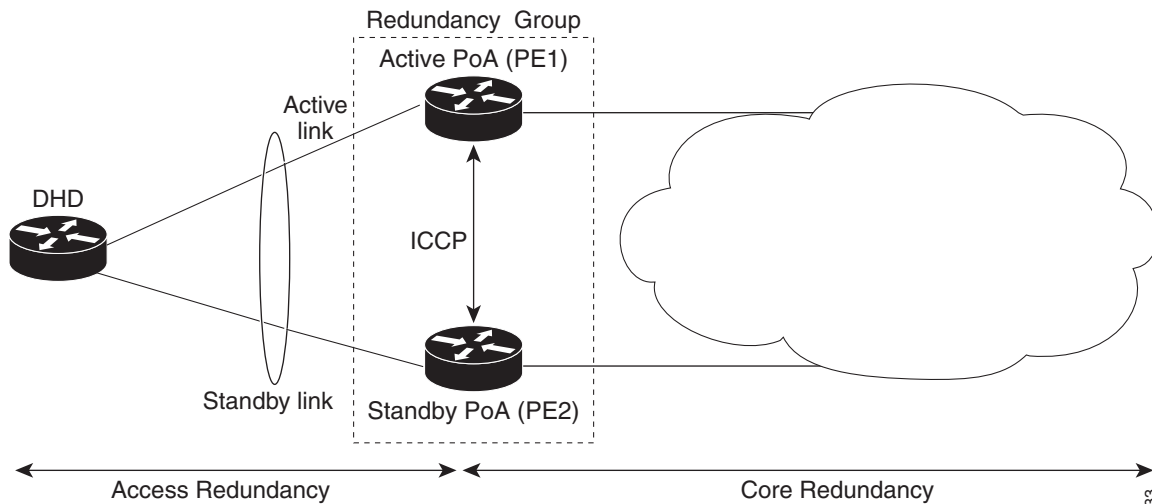 Redundancy Group
Active PoA (PE1)
Active
link
DHD
ICCP
Standby link
Standby PoA (PE2)
Access Redundancy
Core Redundancy